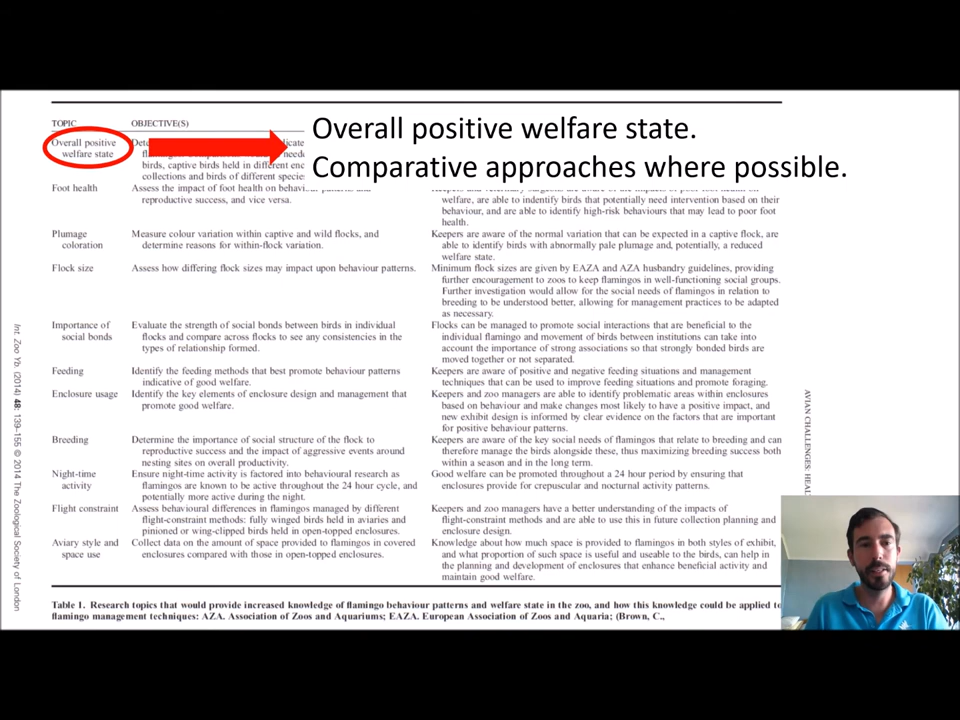 Overall positive welfare state.
Comparative approaches where possible.
TOPIC OBJECTIVE(S)
Overall positive
welfare state
birds, captive birds held in different
collections and birds of different
Foot health Assess the impact of foot health on
reproductive success, and vice versa.
welfare, are able to indentify birds that potentially need intervention based on their
behaviour, and are able to identify high-risk behaviours that may lead to poor foot
health.
Plumage
coloration
Measure colour variation within captive and wild flocks, and
determine reasons for within-flock variation.
Keepers are aware of the normal variation that can be expected in a captive flock, are
able to identify birds with abnormally pale plumage and, potentially, a reduced
welfare state.
Flock size Assess how differing flock sizes may impact upon behaviour patterns.
Minimum flock sizes are given by EAZA and AZA husbandry guidelines, providing
further encouragement to zoos to keep flamingos in well-functioning social groups.
Further investigation would allow for the social needs of flamingos in relation to
breeding to be understood better, allowing for management practices to be adapted
as necessary.
Importance of
social bonds
Evaluate the strength of social bonds between birds in individual
flocks and compare across flocks to see any consistencies in the
types of relationship formed.
Flocks can be managed to promote social interactions that are beneficial to the
individual flamingo and movement of birds between institutions can take into
account the importance of strong associations so that strongly bonded birds are
moved together or not separated.
Feeding Identify the feeding methods that best promote behaviour patterns
indicative of good welfare.
Keepers are aware of positive and negative feeding situations and management
techniques that can be used to improve feeding situations and promote foraging.
Enclosure usage Identify the key elements of enclosure design and management that
promote good welfare.
Keepers and zoo managers are able to identify problematic areas within enclosures
based on behaviour and make changes most likely to have a positive impact, and
new exhibit design is informed by clear evidence on the factors that are important
for positive behaviour patterns.
Breeding Determine the importance of social structure of the flock to
reproductive success and the impact of aggressive events around
nesting sites on overall productivity.
Keepers are aware of the key social needs of flamingos that relate to breeding and can
therefore manage the birds alongside these, thus maximizing breeding success both
within a season and in the long term.
Night-time
activity
Ensure night-time activity is factored into behavioural research as
flamingos are known to be active throughout the 24 hour cycle, and
potentially more active during the night.
Good welfare can be promoted throughout a 24 hour period by ensuring that
enclosures provide for crepuscular and nocturnal activity patterns.
Flight constraint Assess behavioural differences in flamingos managed by different
flight-constraint methods: fully winged birds held in aviaries and
pinioned or wing-clipped birds held in open-topped enclosures.
Keepers and zoo managers have a better understanding of the impacts of
flight-constraint methods and are able to use this in future collection planning and
enclosure design.
Aviary style and
space use
Collect data on the amount of space provided to flamingos in covered
enclosures compared with those in open-topped enclosures.
Knowledge about how much space is provided to flamingos in both styles of exhibit,
and what proportion of such space is useful and useable to the birds, can help in
the planning and development of enclosures that enhance beneficial activity and
maintain good welfare.
Table 1. Research topics that would provide increased knowledge of flamingo behaviour patterns and welfare state in the zoo, and how this knowledge could be applied to
flamingo management techniques: AZA. Association of Zoos and Aquariums; EAZA. European Association of Zoos and Aquaria; (Brown, C.,
Int. Zoo Yb. (2014) 48: 139–155 © 2014 The Zoological Society of London
AVIAN CHALLENGES: